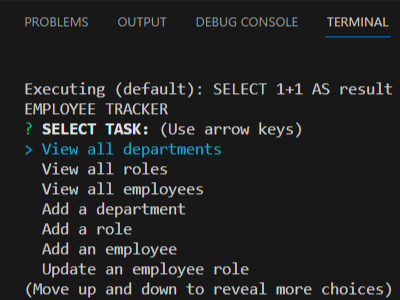 PROBLEMS OUTPUT DEBUG CONSOLE TERMINAL
Executing (default): SELECT 1+1 AS result
EMPLOYEE TRACKER
? SELECT TASK: (Use arrow keys)
> View all departments
View all roles
View all employees
Add a department
Add a role
Add an employee
Update an employee role
(Move up and down to reveal more choices)